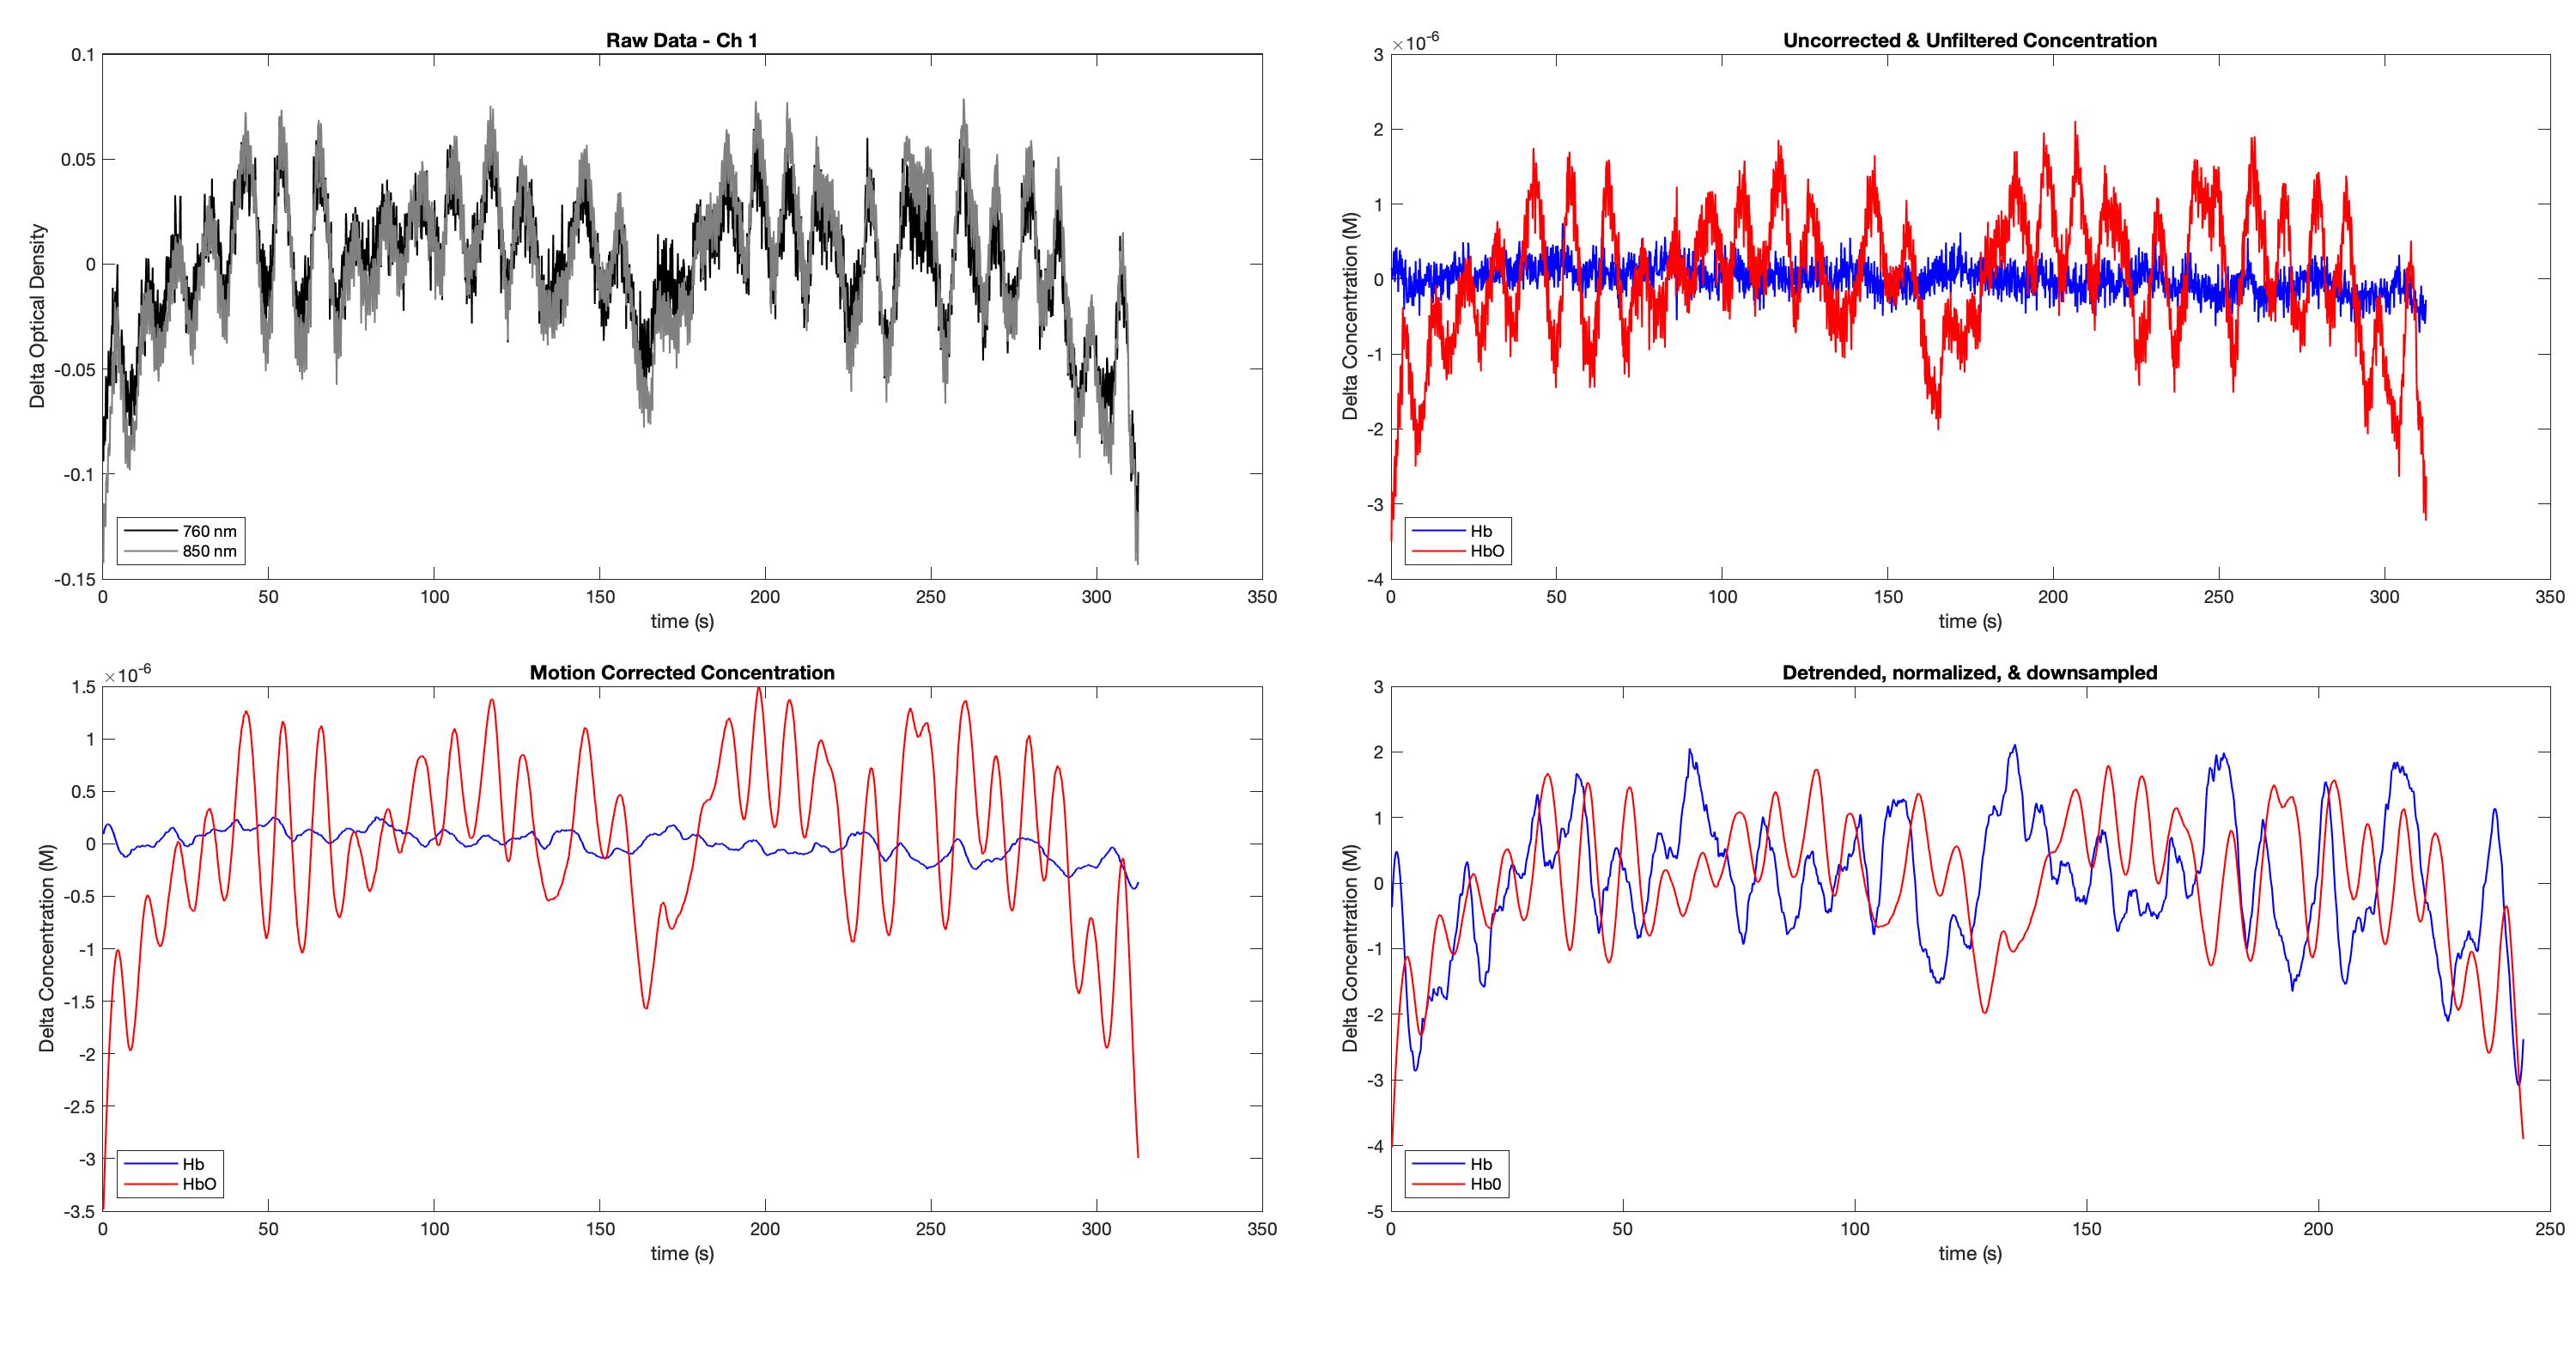 Raw Data - Ch 1
0.1
0.05
0
-0.05
-0.1
-0.15
Delta Optical Density
760 nm
850 nm
0 50 100 150 200 250 300 350
time (s)
Uncorrected & Unfiltered Concentration
×10-6
3
2
1
0
-1
-2
-3
-4
Delta Concentration (M)
Hb
HbO
0 50 100 150 200 250 300 350
time (s)
Motion Corrected Concentration
×10-6
1.5
1
0.5
0
-0.5
-1
-1.5
-2
-2.5
-3
-3.5
Delta Concentration (M)
Hb
HbO
0 50 100 150 200 250 300 350
time (s)
Detrended, normalized, & downsampled
3
2
1
0
-1
-2
-3
-4
-5
Delta Concentration (M)
Hb
Hb0
0 50 100 150 200 250
time (s)